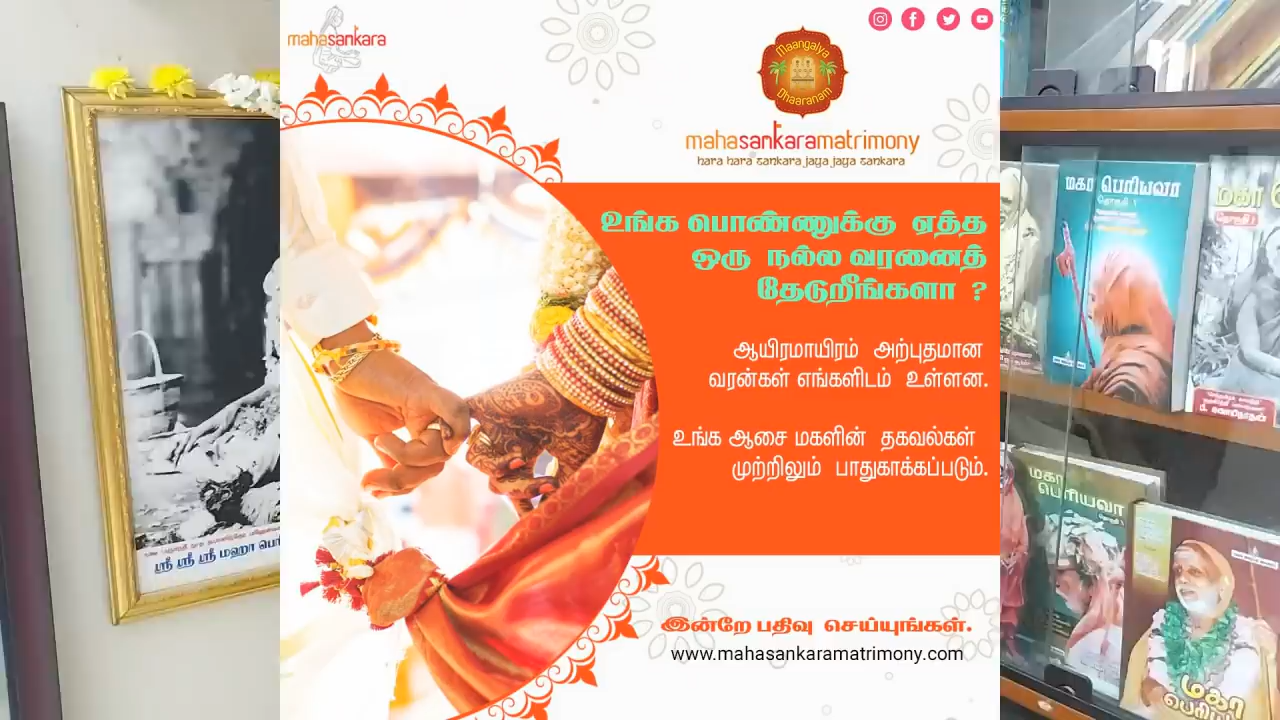 mahasankara
Maangalya
Dhaaranam
mahasankaramatrimony
hara hara sankara jaya jaya sankara
உங்க பொண்ணுக்கு ஏத்த
ஒரு நல்ல வரனைத்
தேடுறீங்களா ?
ஆயிரமாயிரம் அற்புதமான
வரன்கள் எங்களிடம் உள்ளன.
உங்க ஆசை மகளின் தகவல்கள்
முற்றிலும் பாதுகாக்கப்படும்.
இன்றே பதிவு செய்யுங்கள்.
www.mahasankaramatrimony.com
ஸ்ரீ ஸ்ரீ ஸ்ரீ மஹா
மகா பெரியவா
தொகுதி 1
மகா
மகா
பெரியவா
மகா